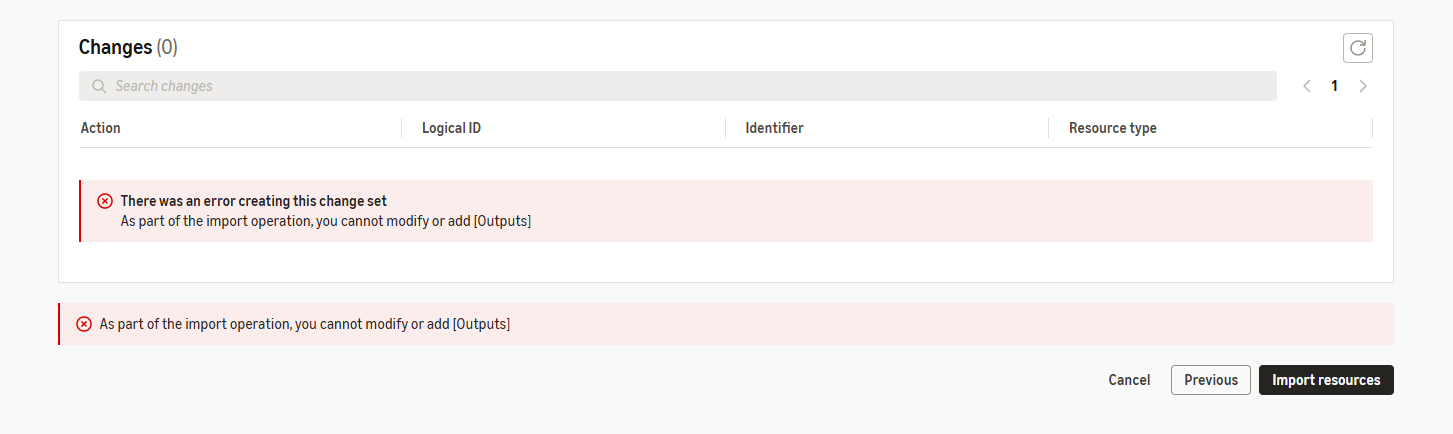 Changes (0)
Search changes
1
Action
Logical ID
Identifier
Resource type
There was an error creating this change set
As part of the import operation, you cannot modify or add [Outputs]
As part of the import operation, you cannot modify or add [Outputs]
Cancel
Previous
Import resources